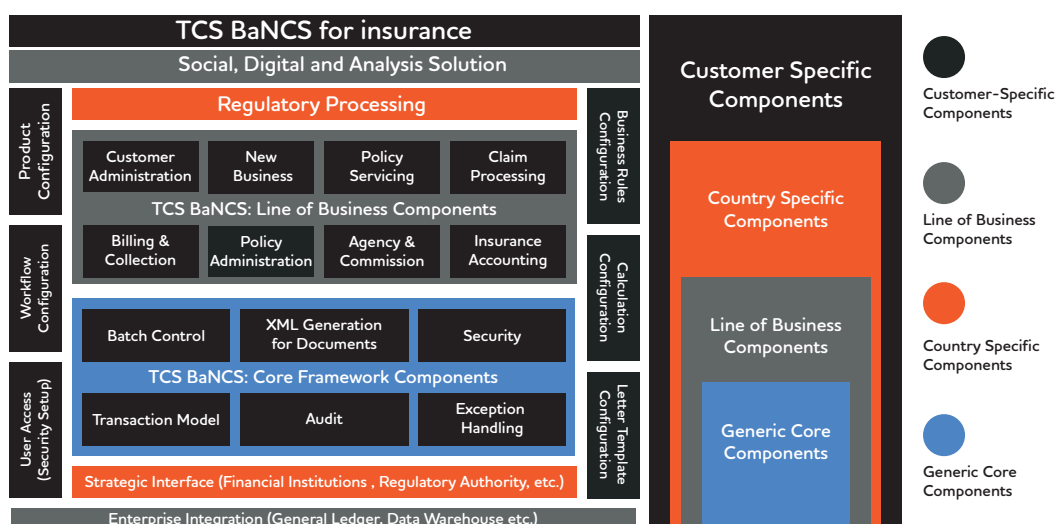 TCS BaNCS for insurance
Social, Digital and Analysis Solution
Product
Configuration
Workflow
Configuration
User Access
(Security Setup)
Regulatory Processing
Customer
Administration
New
Business
Policy
Servicing
Claim
Processing
TCS BaNCS: Line of Business Components
Billing &
Collection
Policy
Administration
Agency &
Commission
Insurance
Accounting
Batch Control
XML Generation
for Documents
Security
TCS BaNCS: Core Framework Components
Transaction Model
Audit
Exception
Handling
Strategic Interface (Financial Institutions , Regulatory Authority, etc.)
Enterprise Integration (General Ledger, Data Warehouse etc.)
Business Rules
Configuration
Calculation
Configuration
Letter Template
Configuration
Customer Specific
Components
Country Specific
Components
Line of Business
Components
Generic Core
Components
Customer-Specific
Components
Line of Business
Components
Country Specific
Components
Generic Core
Components